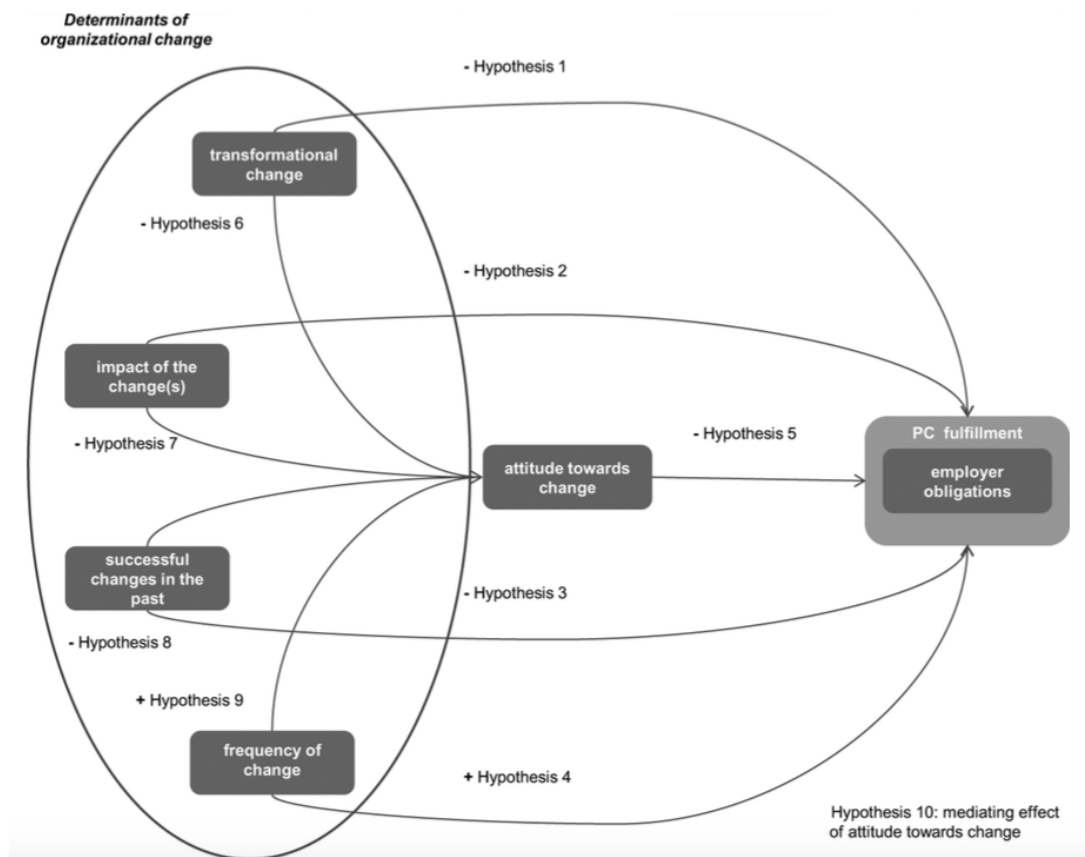 Determinants of
organizational change
- Hypothesis 1
transformational
change
- Hypothesis 6
- Hypothesis 2
impact of the
change(s)
- Hypothesis 7
- Hypothesis 5
PC fulfillment
employer
obligations
attitude towards
change
successful
changes in the
past
- Hypothesis 3
- Hypothesis 8
+ Hypothesis 9
frequency of
change
+ Hypothesis 4
Hypothesis 10: mediating effect
of attitude towards change